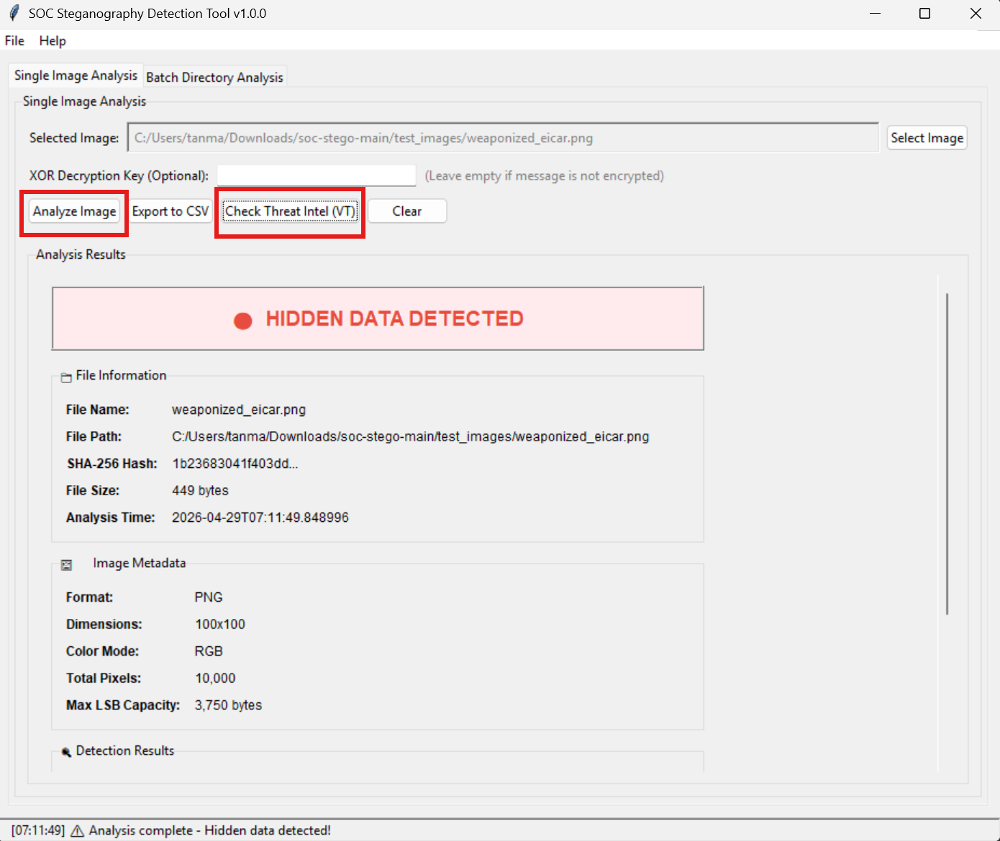 SOC Steganography Detection Tool v1.0.0
File Help
Single Image Analysis Batch Directory Analysis
Single Image Analysis
Selected Image: C:/Users/tanma/Downloads/soc-stego-main/test_images/weaponized_eicar.png Select Image
XOR Decryption Key (Optional): (Leave empty if message is not encrypted)
Analyze Image Export to CSV Check Threat Intel (VT) Clear
Analysis Results
HIDDEN DATA DETECTED
File Information
File Name: weaponized_eicar.png
File Path: C:/Users/tanma/Downloads/soc-stego-main/test_images/weaponized_eicar.png
SHA-256 Hash: 1b23683041f403dd...
File Size: 449 bytes
Analysis Time: 2026-04-29T07:11:49.848996
Image Metadata
Format: PNG
Dimensions: 100x100
Color Mode: RGB
Total Pixels: 10,000
Max LSB Capacity: 3,750 bytes
Detection Results
[07:11:49] ⚠ Analysis complete - Hidden data detected!